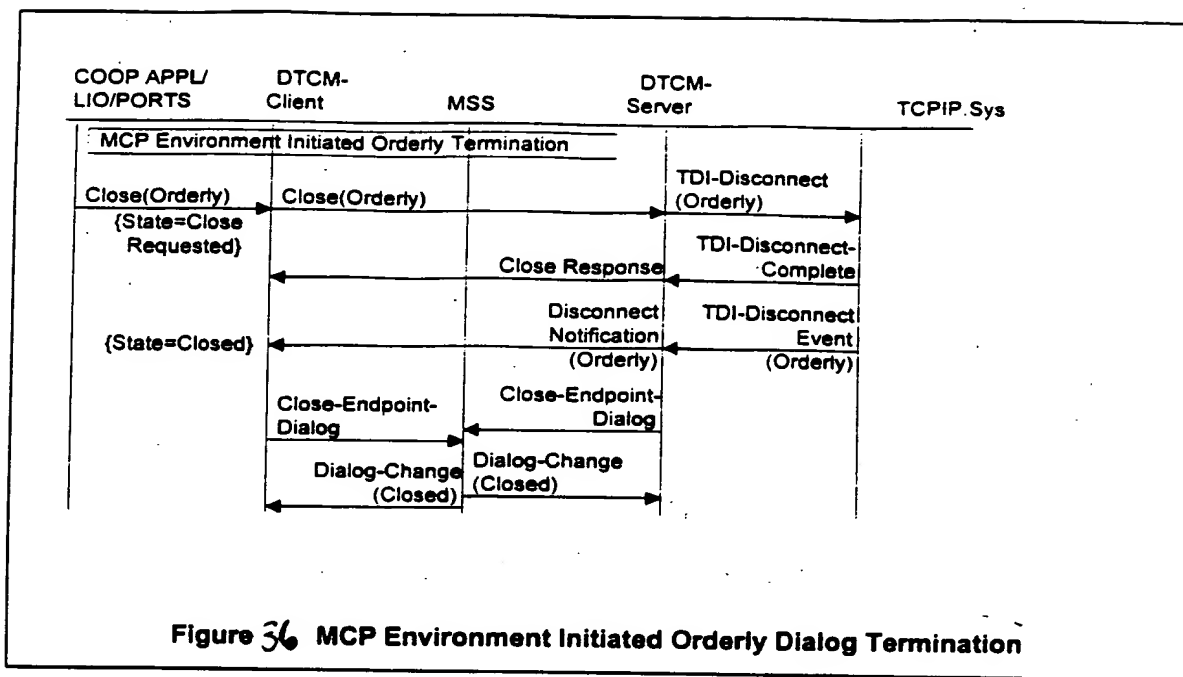 COOP APPL/
LIO/PORTS
DTCM-
Client
MSS
DTCM-
Server
TCPIP.Sys
MCP Environment Initiated Orderly Termination
Close(Orderly)
Close(Orderly)
TDI-Disconnect
(Orderly)
{State=Close
Requested}
Close Response
TDI-Disconnect-
Complete
{State=Closed}
Disconnect
Notification
(Orderly)
TDI-Disconnect
Event
(Orderly)
Close-Endpoint-
Dialog
Close-Endpoint-
Dialog
Dialog-Change
(Closed)
Dialog-Change
(Closed)
Figure 36 MCP Environment Initiated Orderly Dialog Termination